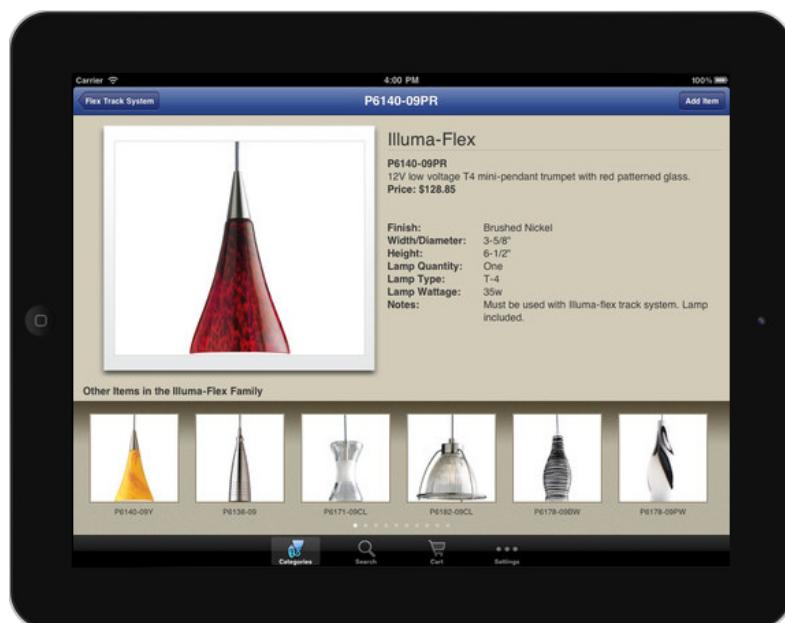 Carrier
4:00 PM
100%
Flex Track System
P6140-09PR
Add Item
Illuma-Flex
P6140-09PR
12V low voltage T4 mini-pendant trumpet with red patterned glass.
Price: $128.85
Finish: Brushed Nickel
Width/Diameter: 3-5/8"
Height: 6-1/2"
Lamp Quantity: One
Lamp Type: T-4
Lamp Wattage: 35w
Notes: Must be used with Illuma-flex track system. Lamp
included.
Other Items in the Illuma-Flex Family
P6140-09Y
P6136-09
P6171-09CL
P6182-09CL
P6178-09BW
P6178-09PW
Categories
Search
Cart
Settings